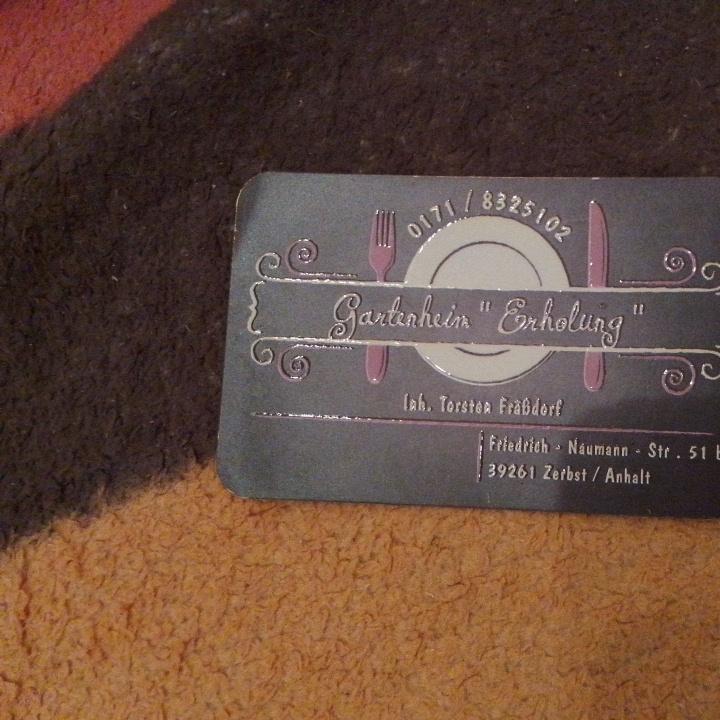 0171 / 8325102
Gartenheim "Erholung"
Inh. Torsten Fräßdorf
Friedrich - Naumann - Str . 51
39261 Zerbst / Anhalt